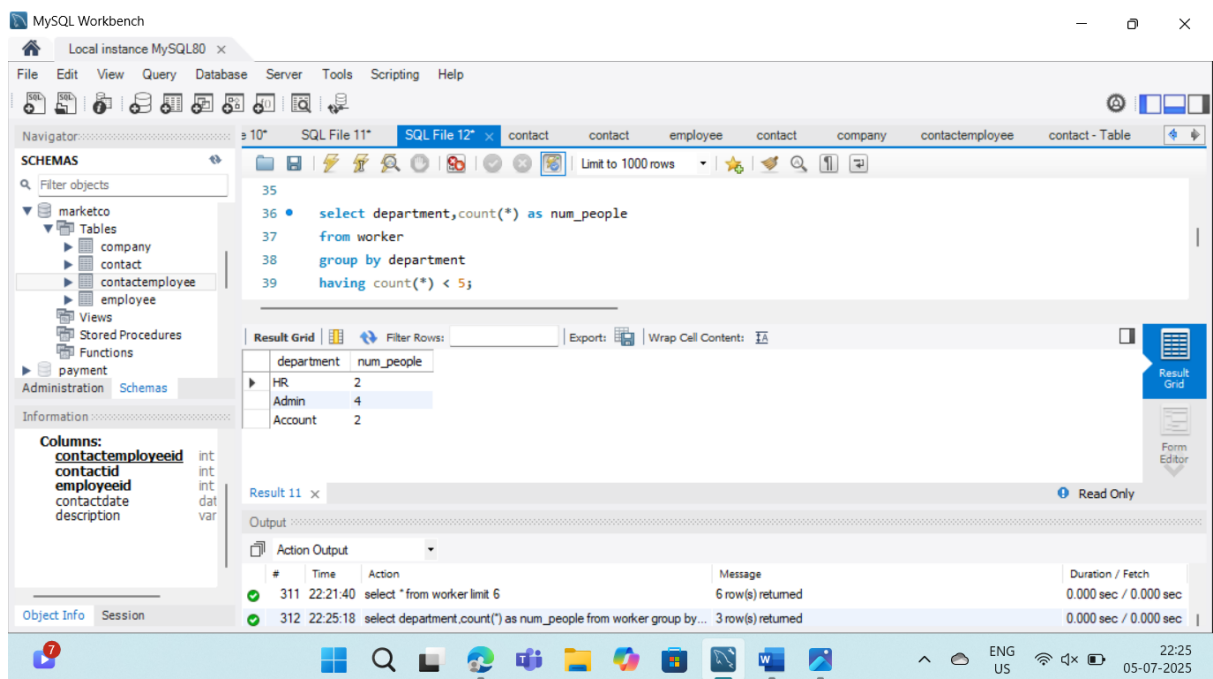 MySQL Workbench
Local instance MySQL80
File Edit View Query Database Server Tools Scripting Help
Navigator
SCHEMAS
Filter objects
marketco
Tables
company
contact
contactemployee
employee
Views
Stored Procedures
Functions
payment
Administration Schemas
Information
Columns:
contactemployeeid int
contactid int
employeeid int
contactdate dat
description var
Object Info Session
e 10* SQL File 11* SQL File 12* contact contact employee contact company contactemployee contact - Table
Limit to 1000 rows
35
36 select department,count(*) as num_people
37 from worker
38 group by department
39 having count(*) < 5;
Result Grid Filter Rows: Export: Wrap Cell Content:
department num_people
HR 2
Admin 4
Account 2
Result Grid
Form Editor
Result 11 Read Only
Output
Action Output
# Time Action Message Duration / Fetch
311 22:21:40 select * from worker limit 6 6 row(s) returned 0.000 sec / 0.000 sec
312 22:25:18 select department,count(*) as num_people from worker group by... 3 row(s) returned 0.000 sec / 0.000 sec
7
ENG US
22:25
05-07-2025